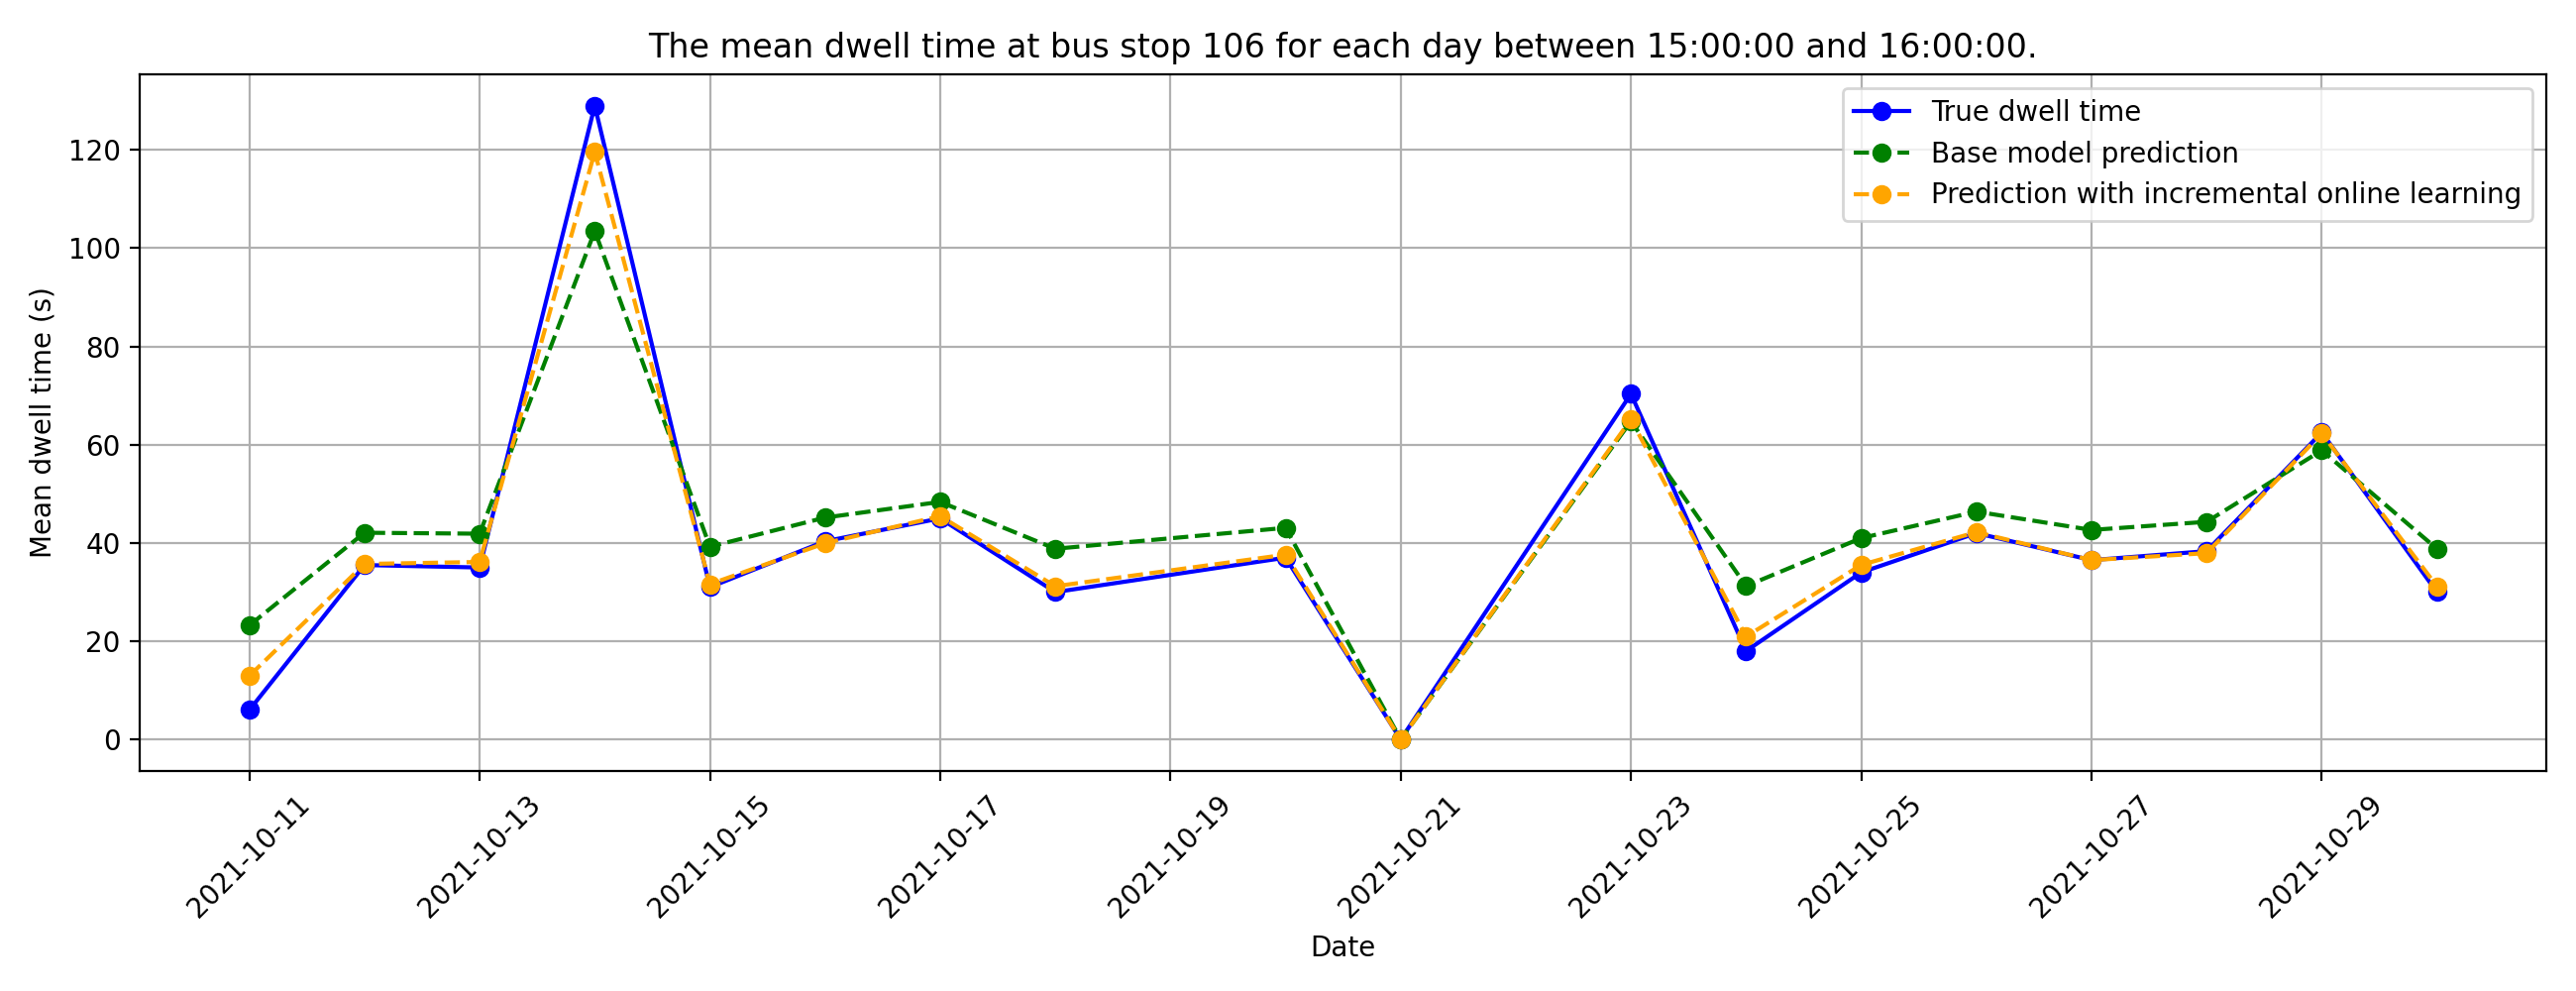 The mean dwell time at bus stop 106 for each day between 15:00:00 and 16:00:00.
True dwell time
Base model prediction
Prediction with incremental online learning
Mean dwell time (s)
120
100
80
60
40
20
0
2021-10-11
2021-10-13
2021-10-15
2021-10-17
2021-10-19
2021-10-21
2021-10-23
2021-10-25
2021-10-27
2021-10-29
Date